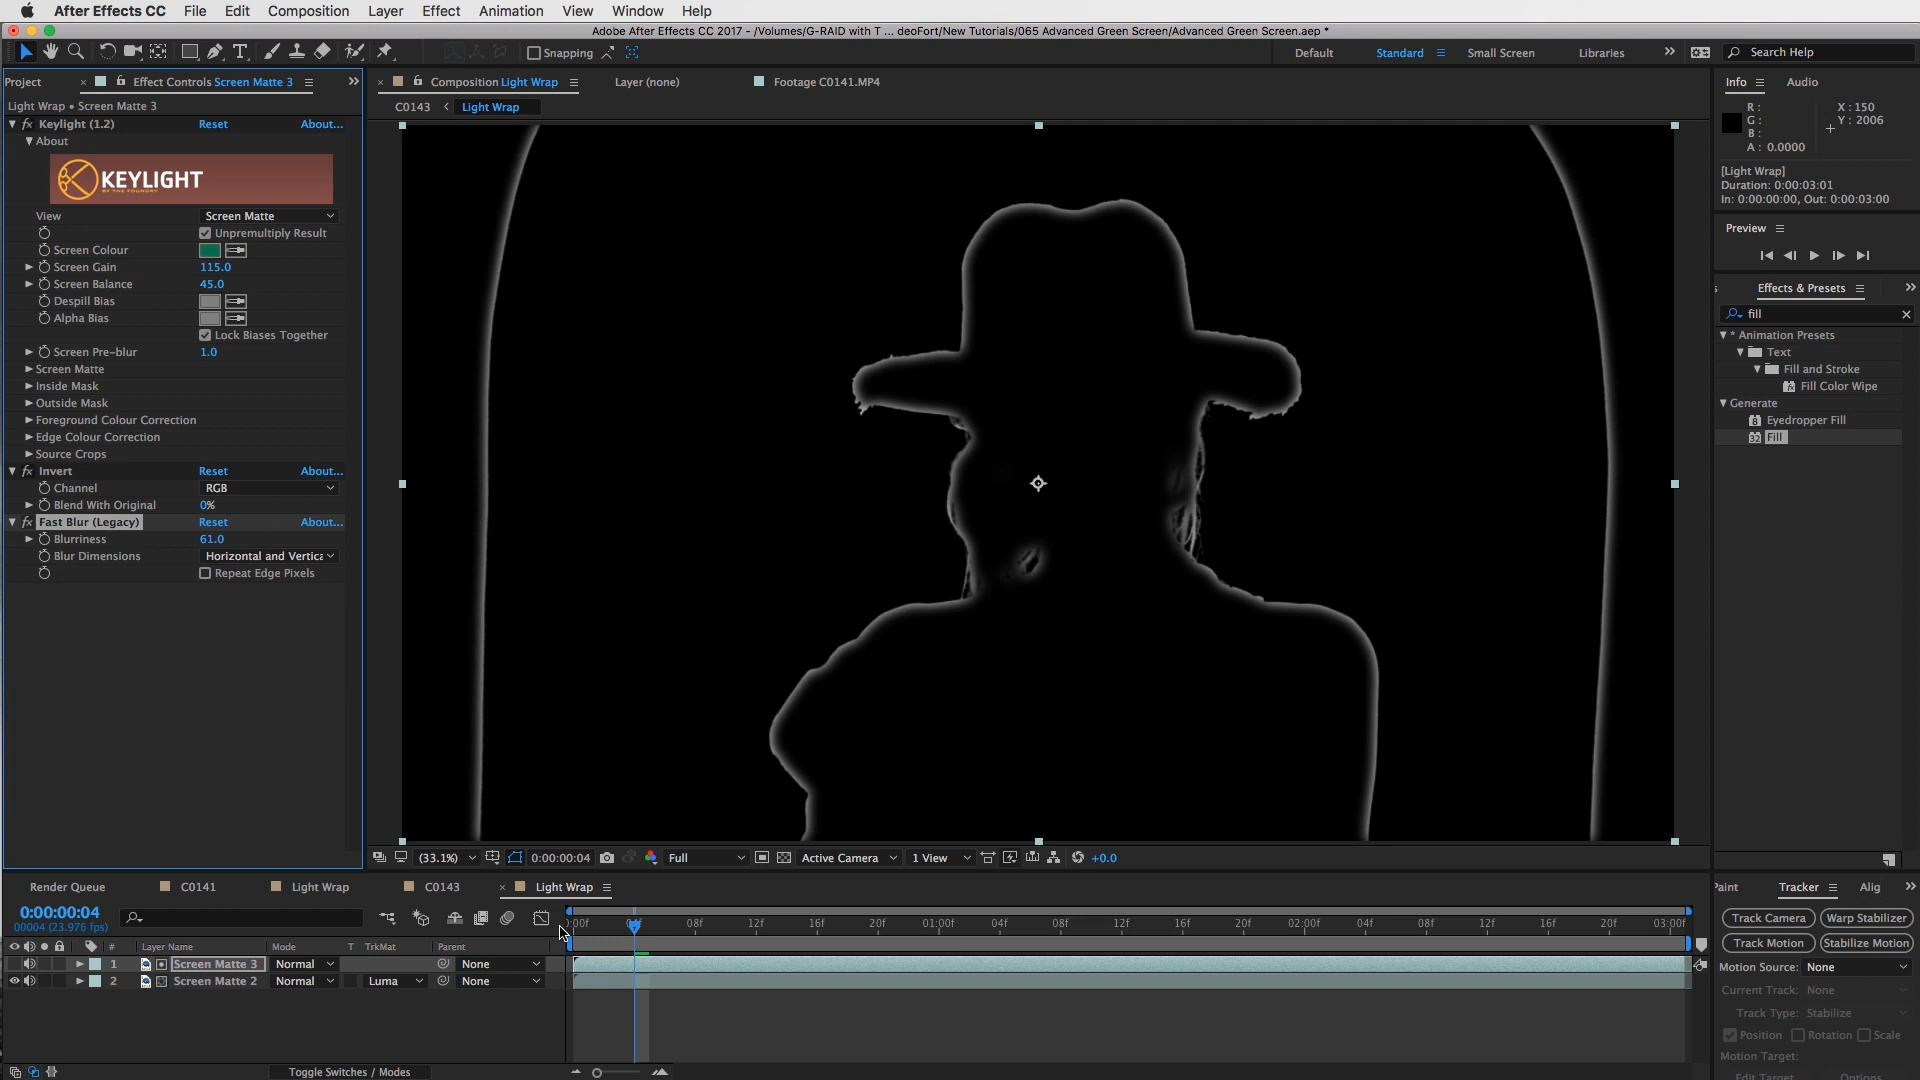 After Effects CC File Edit Composition Layer Effect Animation View Window Help
Adobe After Effects CC 2017 - /Volumes/G-RAID with T ... deoFort/New Tutorials/065 Advanced Green Screen/Advanced Green Screen.aep *
Snapping Default Standard Small Screen Libraries Search Help
Project Effect Controls Screen Matte 3
Light Wrap • Screen Matte 3
fx Keylight (1.2) Reset About...
About
KEYLIGHT
BY THE FOUNDRY
View Screen Matte
Unpremultiply Result
Screen Colour
Screen Gain 115.0
Screen Balance 45.0
Despill Bias
Alpha Bias
Lock Biases Together
Screen Pre-blur 1.0
Screen Matte
Inside Mask
Outside Mask
Foreground Colour Correction
Edge Colour Correction
Source Crops
fx Invert Reset About...
Channel RGB
Blend With Original 0%
fx Fast Blur (Legacy) Reset About...
Blurriness 61.0
Blur Dimensions Horizontal and Vertica
Repeat Edge Pixels
Composition Light Wrap Layer (none) Footage C0141.MP4
C0143 Light Wrap
(33.1%) 0:00:00:04 Full Active Camera 1 View +0.0
Info Audio
R: X: 150
G: Y: 2006
B:
A: 0.0000
[Light Wrap]
Duration: 0:00:03:01
In: 0:00:00:00, Out: 0:00:03:00
Preview
Effects & Presets
fill
* Animation Presets
Text
Fill and Stroke
Fill Color Wipe
Generate
Eyedropper Fill
Fill
Render Queue C0141 Light Wrap C0143 Light Wrap
0:00:00:04
00004 (23.976 fps)
):00f 08f 12f 16f 20f 01:00f 04f 08f 12f 16f 20f 02:00f 04f 08f 12f 16f 20f 03:00f
# Layer Name Mode T TrkMat Parent
1 Screen Matte 3 Normal None
2 Screen Matte 2 Normal Luma None
Toggle Switches / Modes
Paint Tracker Alig
Track Camera Warp Stabilizer
Track Motion Stabilize Motion
Motion Source: None
Current Track: None
Track Type: Stabilize
Position Rotation Scale
Motion Target:
Edit Target... Options...